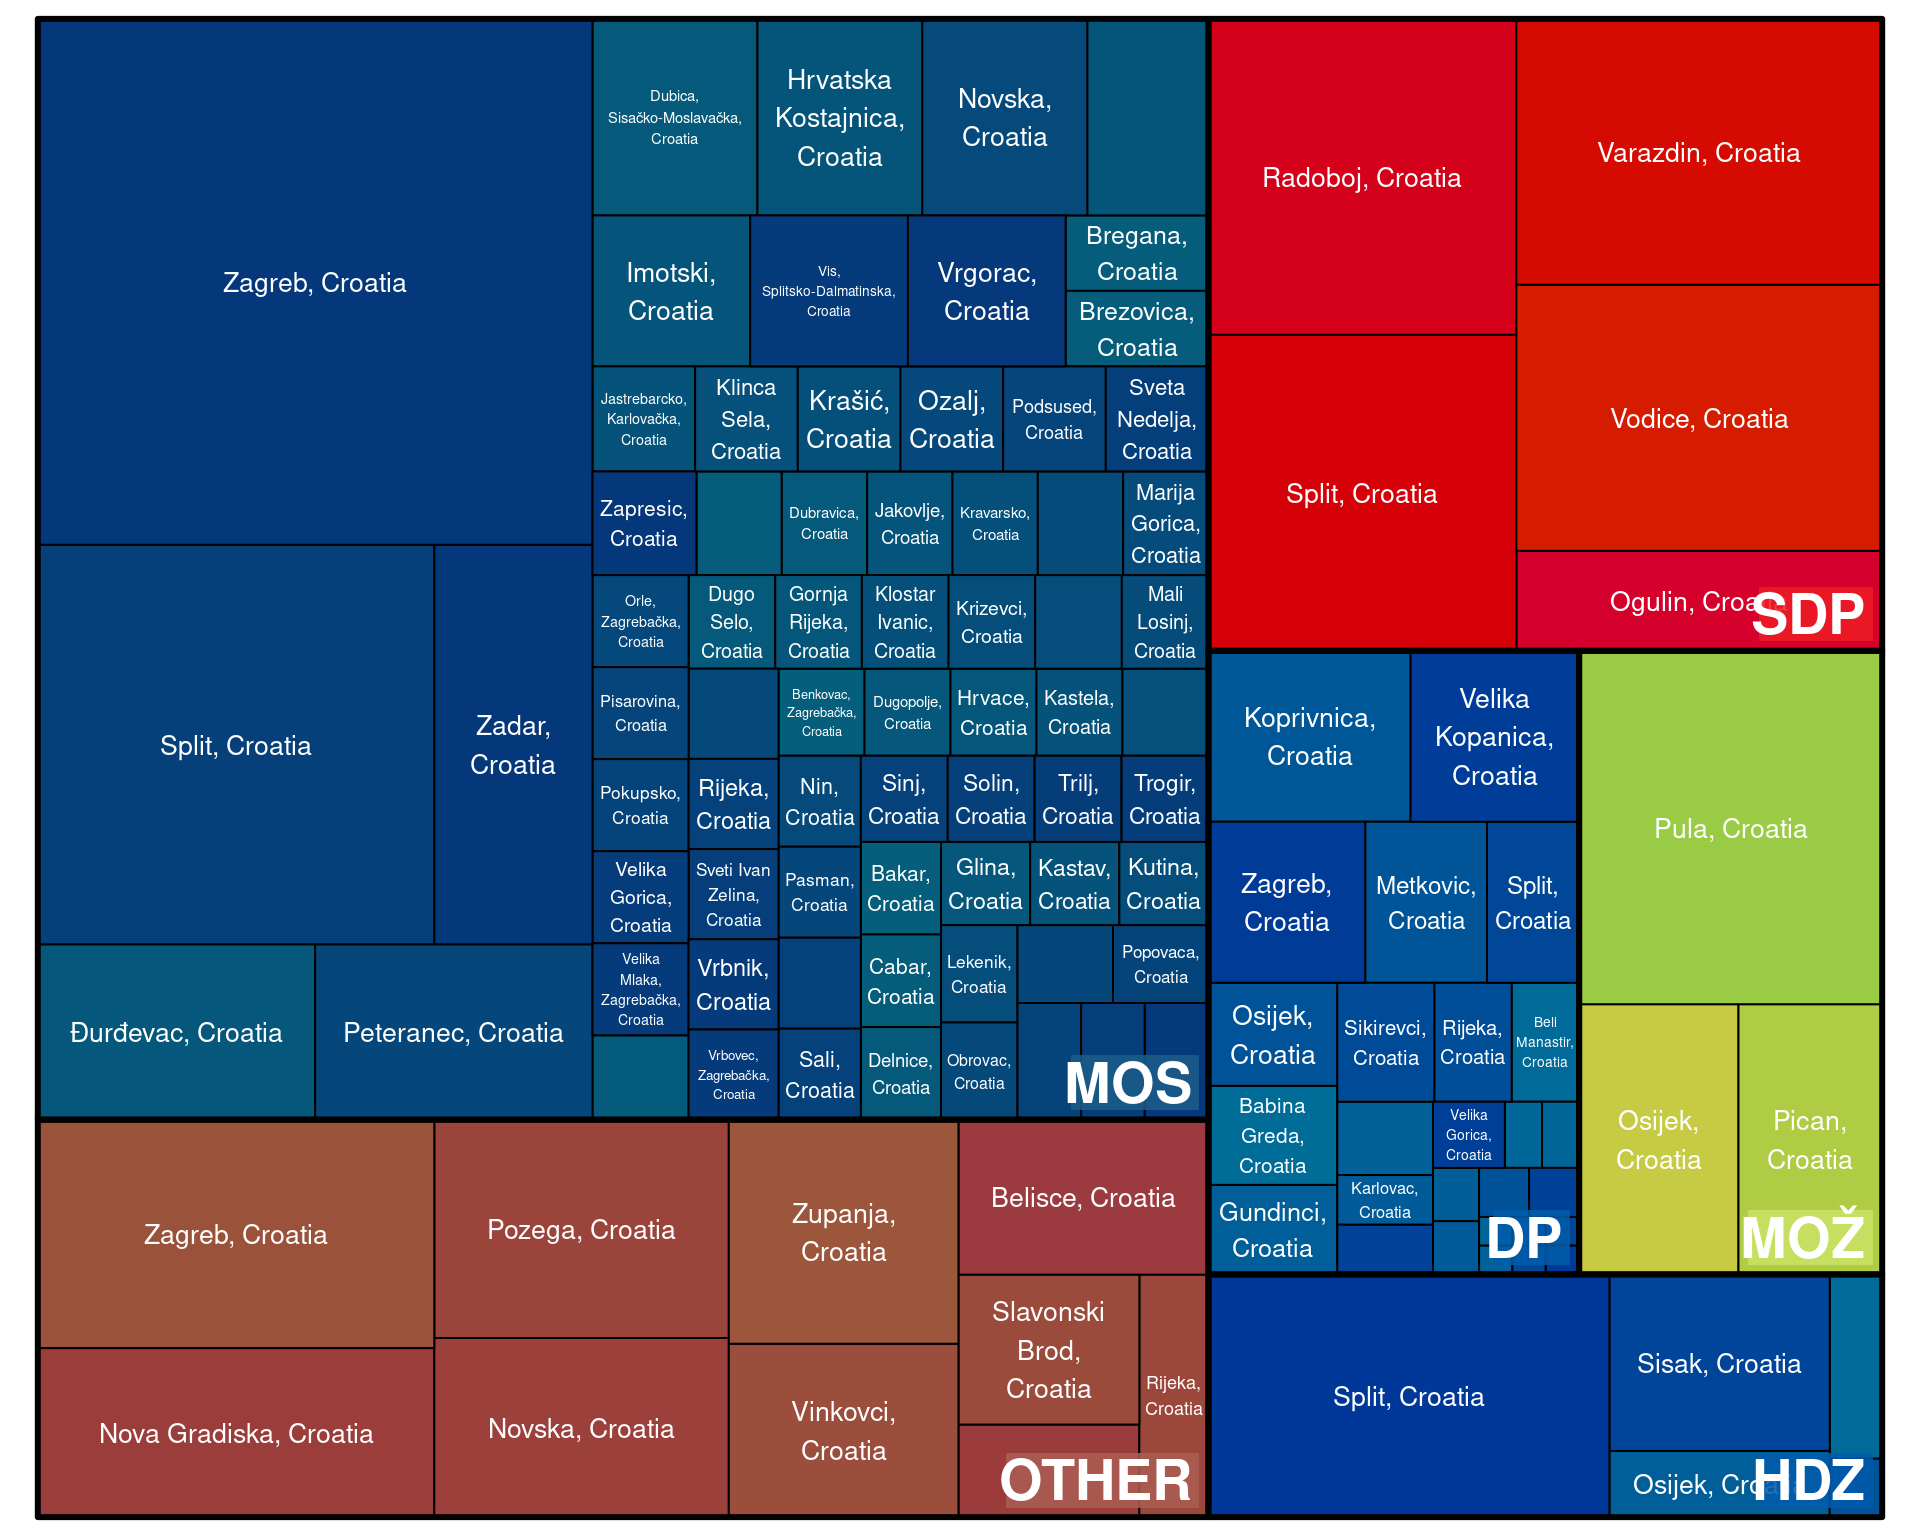 Zagreb, Croatia
Split, Croatia
Zadar,
Croatia
Đurđevac, Croatia
Peteranec, Croatia
Dubica,
Sisačko-Moslavačka,
Croatia
Hrvatska
Kostajnica,
Croatia
Novska,
Croatia
Imotski,
Croatia
Vis,
Splitsko-Dalmatinska,
Croatia
Vrgorac,
Croatia
Bregana,
Croatia
Brezovica,
Croatia
Jastrebarcko,
Karlovačka,
Croatia
Klinca
Sela,
Croatia
Krašić,
Croatia
Ozalj,
Croatia
Podsused,
Croatia
Sveta
Nedelja,
Croatia
Zapresic,
Croatia
Dubravica,
Croatia
Jakovlje,
Croatia
Kravarsko,
Croatia
Marija
Gorica,
Croatia
Orle,
Zagrebačka,
Croatia
Dugo
Selo,
Croatia
Gornja
Rijeka,
Croatia
Klostar
Ivanic,
Croatia
Krizevci,
Croatia
Mali
Losinj,
Croatia
Pisarovina,
Croatia
Benkovac,
Zagrebačka,
Croatia
Dugopolje,
Croatia
Hrvace,
Croatia
Kastela,
Croatia
Pokupsko,
Croatia
Rijeka,
Croatia
Nin,
Croatia
Sinj,
Croatia
Solin,
Croatia
Trilj,
Croatia
Trogir,
Croatia
Velika
Gorica,
Croatia
Sveti Ivan
Zelina,
Croatia
Pasman,
Croatia
Bakar,
Croatia
Glina,
Croatia
Kastav,
Croatia
Kutina,
Croatia
Velika
Mlaka,
Zagrebačka,
Croatia
Vrbnik,
Croatia
Cabar,
Croatia
Lekenik,
Croatia
Popovaca,
Croatia
Vrbovec,
Zagrebačka,
Croatia
Sali,
Croatia
Delnice,
Croatia
Obrovac,
Croatia
MOS
Zagreb, Croatia
Nova Gradiska, Croatia
Pozega, Croatia
Novska, Croatia
Zupanja,
Croatia
Vinkovci,
Croatia
Belisce, Croatia
Slavonski
Brod,
Croatia
Rijeka,
Croatia
OTHER
Radoboj, Croatia
Split, Croatia
Varazdin, Croatia
Vodice, Croatia
Ogulin, Croatia
SDP
Koprivnica,
Croatia
Velika
Kopanica,
Croatia
Zagreb,
Croatia
Metkovic,
Croatia
Split,
Croatia
Osijek,
Croatia
Sikirevci,
Croatia
Rijeka,
Croatia
Beli
Manastir,
Croatia
Babina
Greda,
Croatia
Velika
Gorica,
Croatia
Gundinci,
Croatia
Karlovac,
Croatia
DP
Pula, Croatia
Osijek,
Croatia
Pican,
Croatia
MOŽ
Split, Croatia
Sisak, Croatia
Osijek, Croatia
HDZ